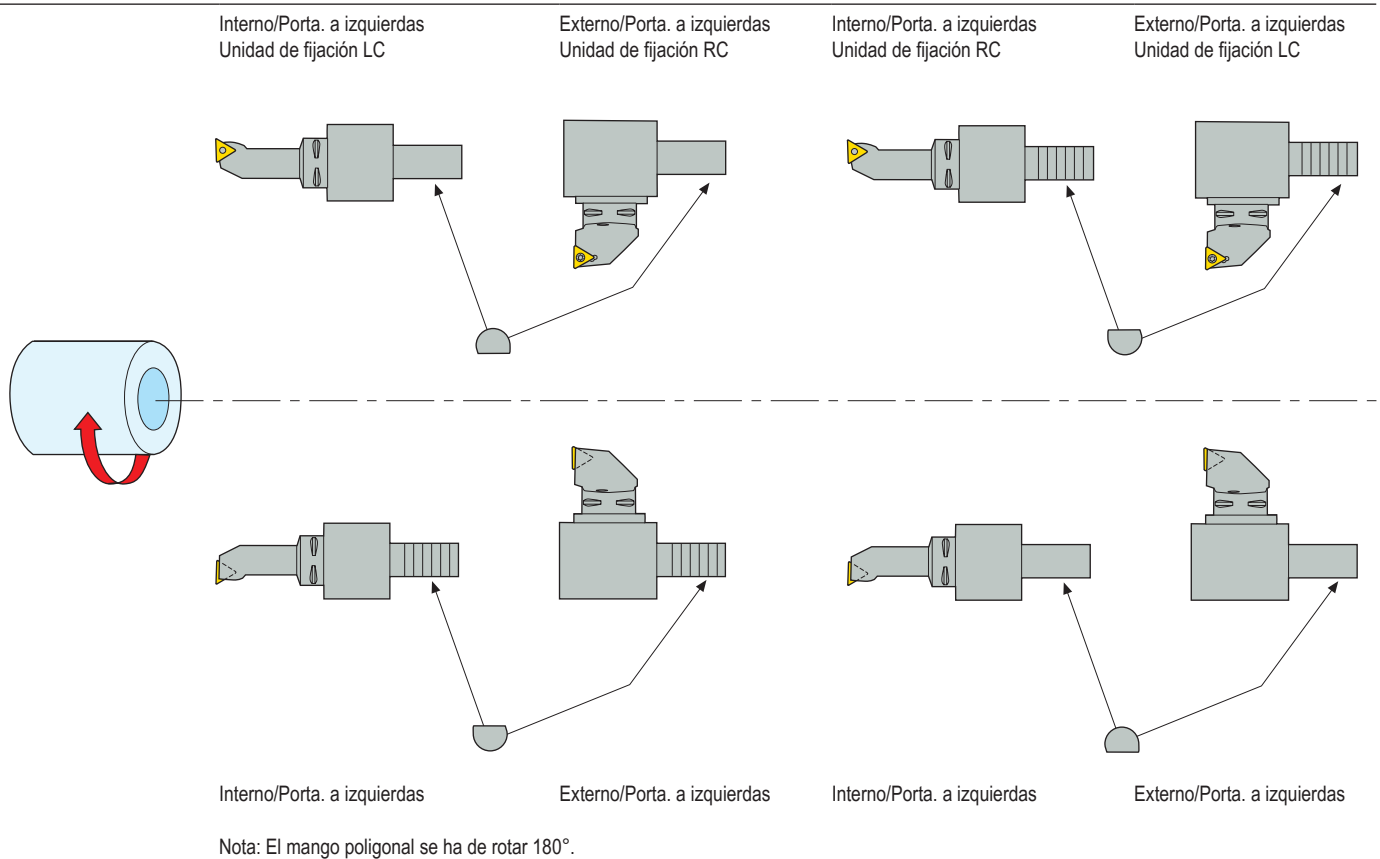 Interno/Porta. a izquierdas
Unidad de fijación LC
Externo/Porta. a izquierdas
Unidad de fijación RC
Interno/Porta. a izquierdas
Unidad de fijación RC
Externo/Porta. a izquierdas
Unidad de fijación LC
Interno/Porta. a izquierdas
Externo/Porta. a izquierdas
Interno/Porta. a izquierdas
Externo/Porta. a izquierdas
Nota: El mango poligonal se ha de rotar 180°.